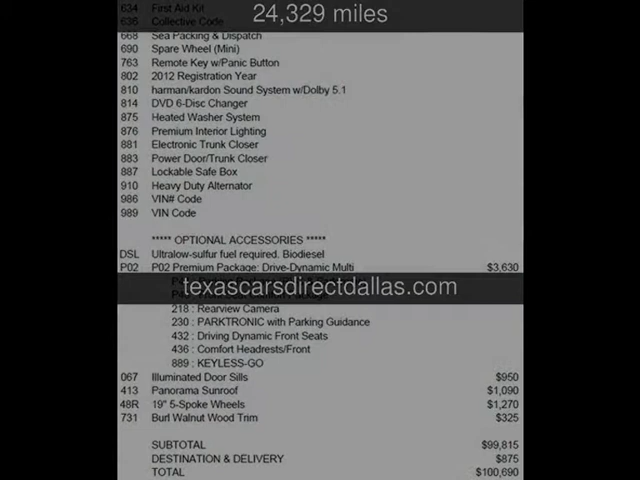 24,329 miles
634 First Aid Kit
636 Collective Code
668 Sea Packing & Dispatch
690 Spare Wheel (Mini)
763 Remote Key w/Panic Button
802 2012 Registration Year
810 harman/kardon Sound System w/Dolby 5.1
814 DVD 6-Disc Changer
875 Heated Washer System
876 Premium Interior Lighting
881 Electronic Trunk Closer
883 Power Door/Trunk Closer
887 Lockable Safe Box
910 Heavy Duty Alternator
986 VIN# Code
989 VIN Code
***** OPTIONAL ACCESSORIES *****
DSL Ultralow-sulfur fuel required. Biodiesel
P02 P02 Premium Package: Drive-Dynamic Multi $3,630
texascarsdirectdallas.com
218 : Rearview Camera
230 : PARKTRONIC with Parking Guidance
432 : Driving Dynamic Front Seats
436 : Comfort Headrests/Front
889 : KEYLESS-GO
067 Illuminated Door Sills $950
413 Panorama Sunroof $1,090
48R 19" 5-Spoke Wheels $1,270
731 Burl Walnut Wood Trim $325
SUBTOTAL $99,815
DESTINATION & DELIVERY $875
TOTAL $100,690